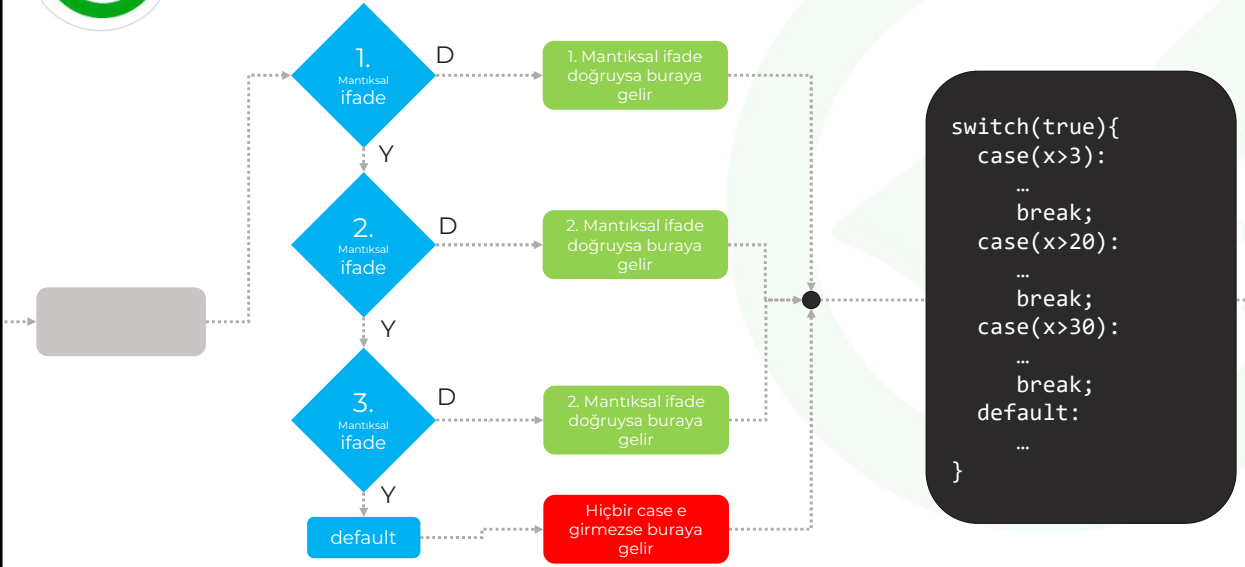 1.
Mantıksal
ifade
D
1. Mantıksal ifade
doğruysa buraya
gelir
Y
2.
Mantıksal
ifade
D
2. Mantıksal ifade
doğruysa buraya
gelir
Y
3.
Mantıksal
ifade
D
2. Mantıksal ifade
doğruysa buraya
gelir
Y
default
Hiçbir case e
girmezse buraya
gelir
switch(true){
case(x>3):
…
break;
case(x>20):
…
break;
case(x>30):
…
break;
default:
…
}